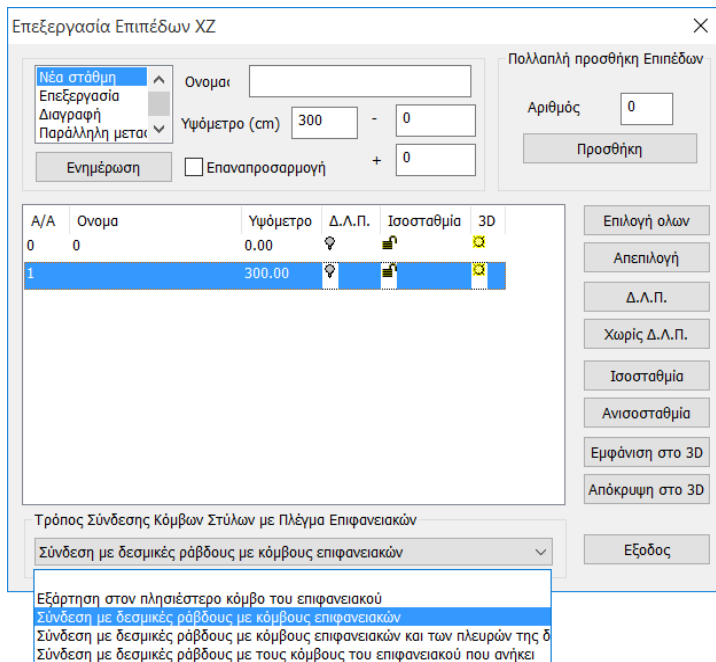 Επεξεργασία Επιπέδων XZ
Πολλαπλή προσθήκη Επιπέδων
Νέα στάθμη
Επεξεργασία
Διαγραφή
Παράλληλη μετα
Ονομα
Υψόμετρο (cm) 300 - 0
Αριθμός 0
Ενημέρωση
Επαναπροσαρμογή + 0
Προσθήκη
Α/Α Ονομα Υψόμετρο Δ.Λ.Π. Ισοσταθμία 3D
0 0 0.00
1 300.00
Επιλογή ολων
Απεπιλογή
Δ.Λ.Π.
Χωρίς Δ.Λ.Π.
Ισοσταθμία
Ανισοσταθμία
Εμφάνιση στο 3D
Απόκρυψη στο 3D
Τρόπος Σύνδεσης Κόμβων Στύλων με Πλέγμα Επιφανειακών
Σύνδεση με δεσμικές ράβδους με κόμβους επιφανειακών
Εξοδος
Εξάρτηση στον πλησιέστερο κόμβο του επιφανειακού
Σύνδεση με δεσμικές ράβδους με κόμβους επιφανειακών
Σύνδεση με δεσμικές ράβδους με κόμβους επιφανειακών και των πλευρών της δ
Σύνδεση με δεσμικές ράβδους με τους κόμβους του επιφανειακού που ανήκει